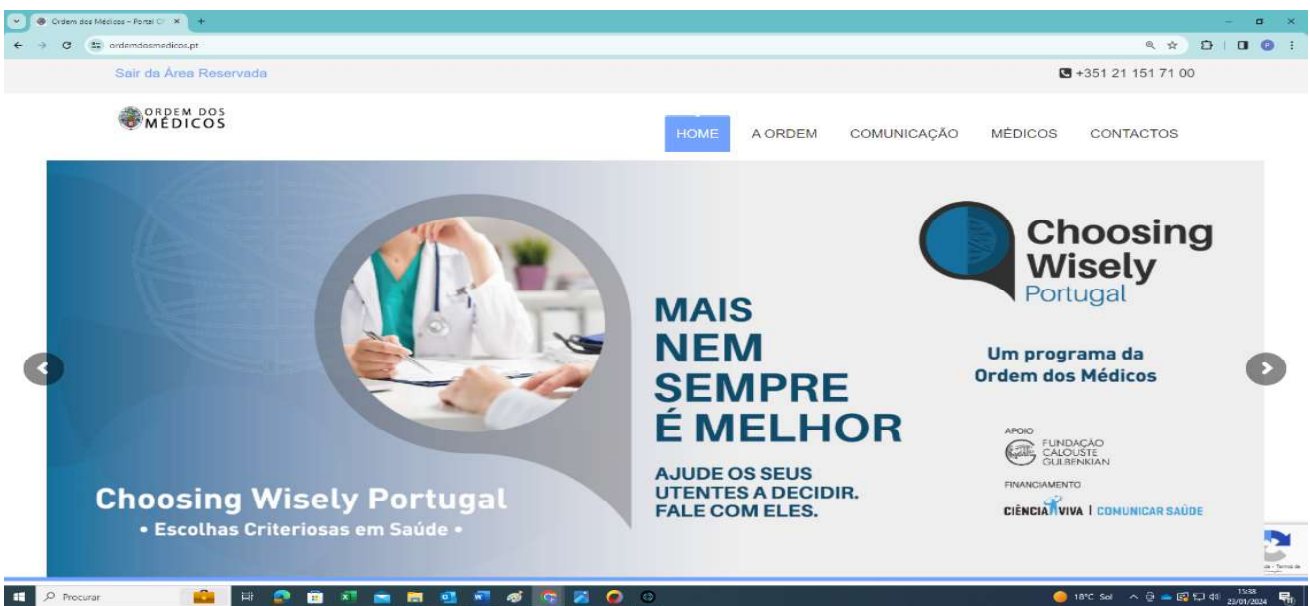 Ordem dos Médicos – Portal O
ordemdosmedicos.pt
Sair da Área Reservada
+351 21 151 71 00
ORDEM DOS
MÉDICOS
HOME A ORDEM COMUNICAÇÃO MÉDICOS CONTACTOS
Choosing
Wisely
Portugal
MAIS
NEM
SEMPRE
É MELHOR
Um programa da
Ordem dos Médicos
APOIO
FUNDAÇÃO
CALOUSTE
GULBENKIAN
AJUDE OS SEUS
UTENTES A DECIDIR.
FALE COM ELES.
FINANCIAMENTO
CIÊNCIA VIVA | COMUNICAR SAÚDE
Choosing Wisely Portugal
• Escolhas Criteriosas em Saúde •
Procurar
18°C Sol
15:38
23/01/2024